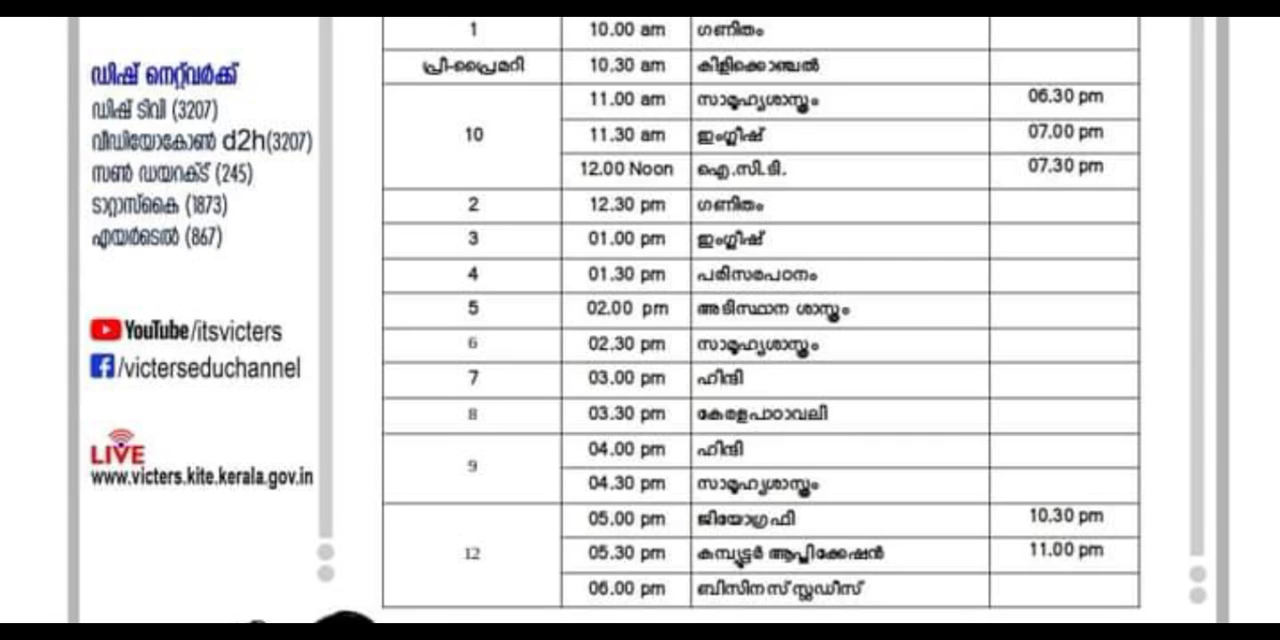 ഡിഷ് നെറ്റ്‌വർക്ക്
ഡിഷ് ടിവി (3207)
വീഡിയോകോൺ d2h(3207)
സൺ ഡയറക്ട് (245)
ടാറ്റാസ്കൈ (1873)
എയർടെൽ (867)
YouTube/itsvicters
/victerseduchannel
LIVE
www.victers.kite.kerala.gov.in
1 10.00 am ഗണിതം
പ്രീ-പ്രൈമറി 10.30 am കിളിക്കൊഞ്ചൽ
10 11.00 am സാമൂഹ്യശാസ്ത്രം 06.30 pm
11.30 am ഇംഗ്ലീഷ് 07.00 pm
12.00 Noon ഐ.സി.ടി. 07.30 pm
2 12.30 pm ഗണിതം
3 01.00 pm ഇംഗ്ലീഷ്
4 01.30 pm പരിസരപഠനം
5 02.00 pm അടിസ്ഥാന ശാസ്ത്രം
6 02.30 pm സാമൂഹ്യശാസ്ത്രം
7 03.00 pm ഹിന്ദി
8 03.30 pm കേരളപാഠാവലി
9 04.00 pm ഹിന്ദി
04.30 pm സാമൂഹ്യശാസ്ത്രം
12 05.00 pm ജിയോഗ്രഫി 10.30 pm
05.30 pm കമ്പ്യൂട്ടർ ആപ്ലിക്കേഷൻ 11.00 pm
06.00 pm ബിസിനസ് സ്റ്റഡീസ്